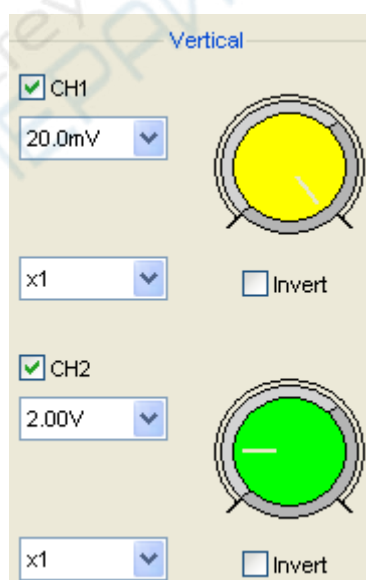 Vertical
CH1
20.0mV
x1
Invert
CH2
2.00V
x1
Invert